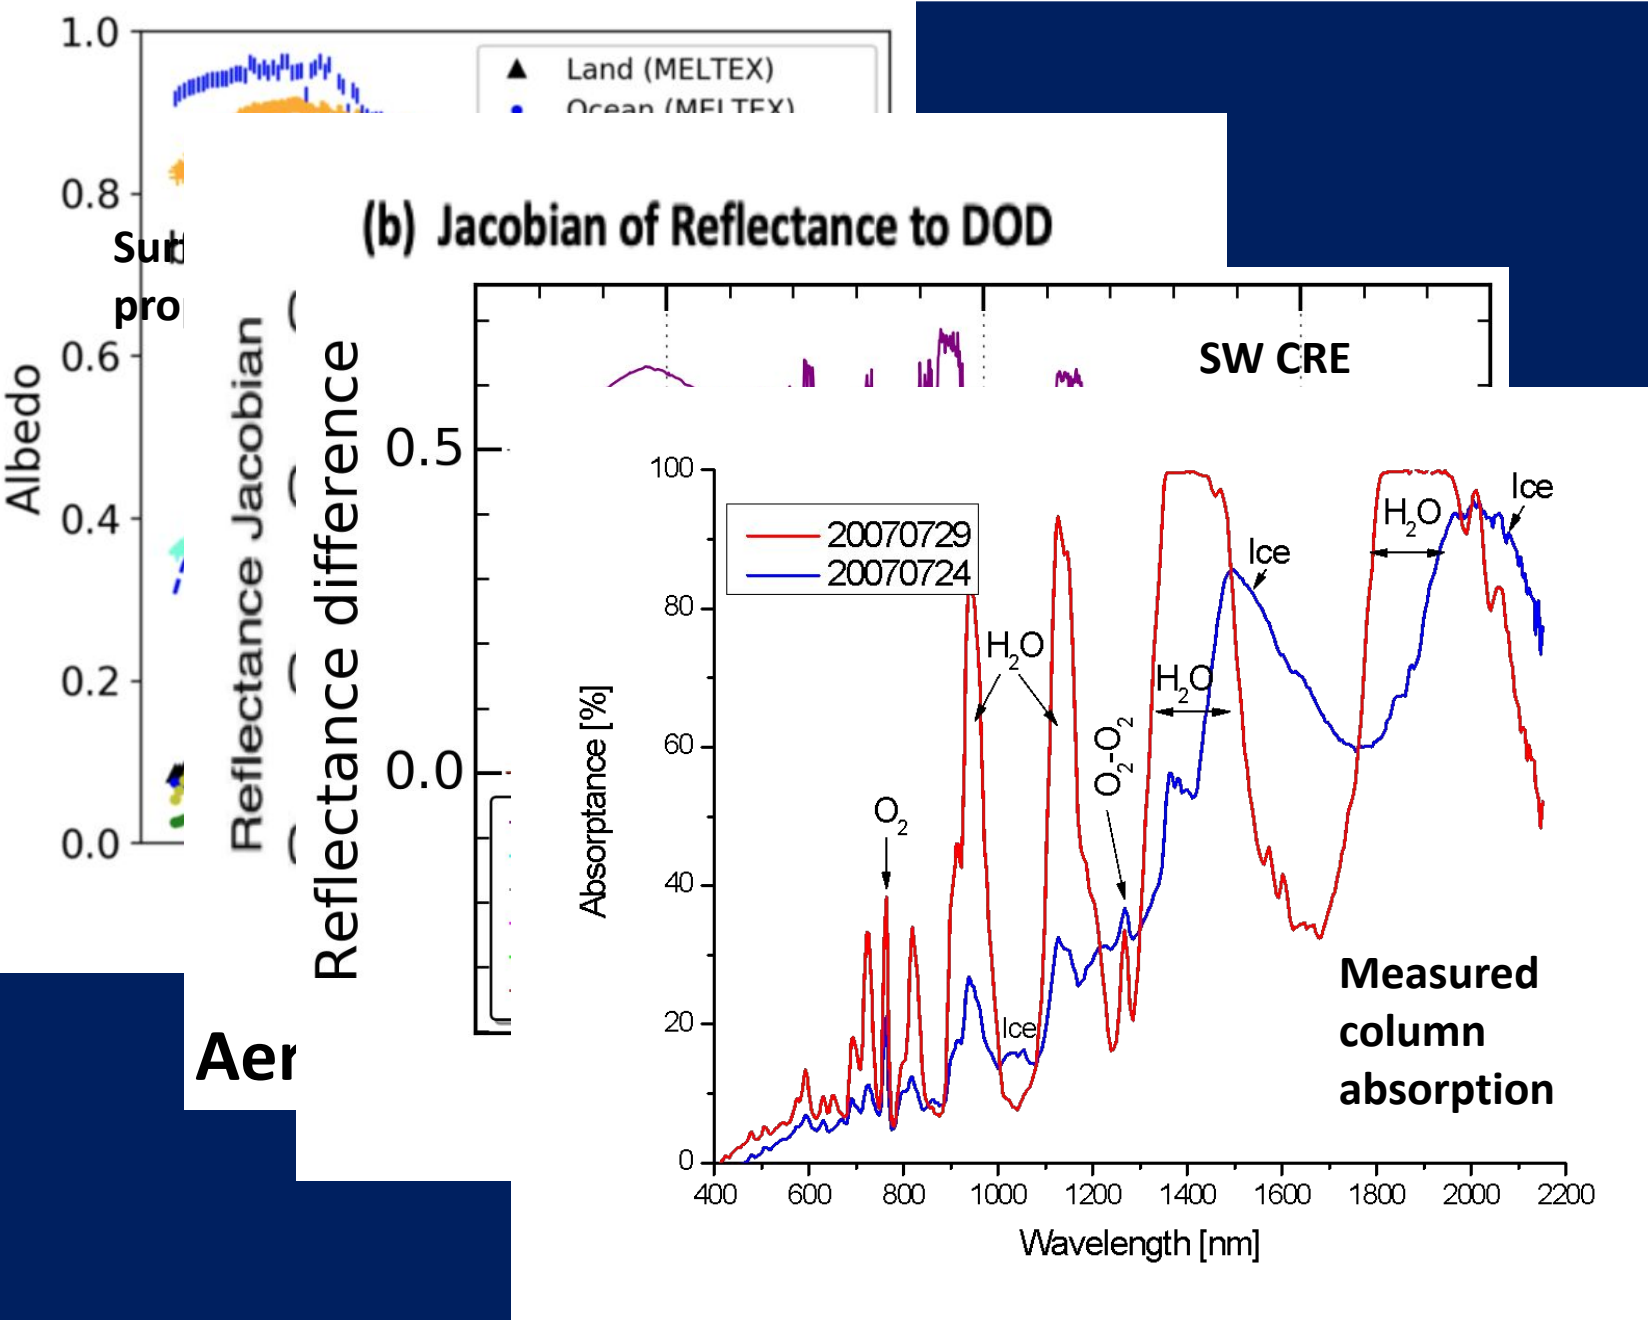 1.0
0.8
0.6
0.4
0.2
0.0
Albedo
Land (MELTEX)
Ocean (MELTEX)
(b) Jacobian of Reflectance to DOD
Reflectance Jacobian
Aer
Reflectance difference
0.5
0.0
SW CRE
100
80
60
40
20
0
Absorptance [%]
20070729
20070724
O2
H2O
O2-O2
H2O
Ice
H2O
Ice
Ice
Measured
column
absorption
400 600 800 1000 1200 1400 1600 1800 2000 2200
Wavelength [nm]